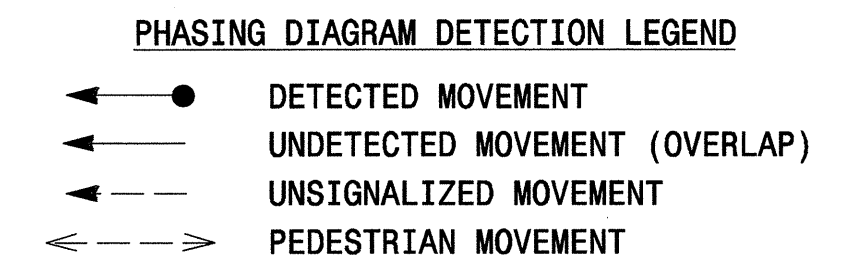 PHASING DIAGRAM DETECTION LEGEND
DETECTED MOVEMENT
UNDETECTED MOVEMENT (OVERLAP)
UNSIGNALIZED MOVEMENT
PEDESTRIAN MOVEMENT